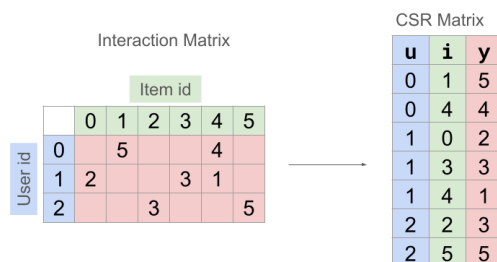 CSR Matrix
Interaction Matrix
Item id
0 1 2 3 4 5
User id
0 5 4
1 2 3 1
2 3 5
u i y
0 1 5
0 4 4
1 0 2
1 3 3
1 4 1
2 2 3
2 5 5